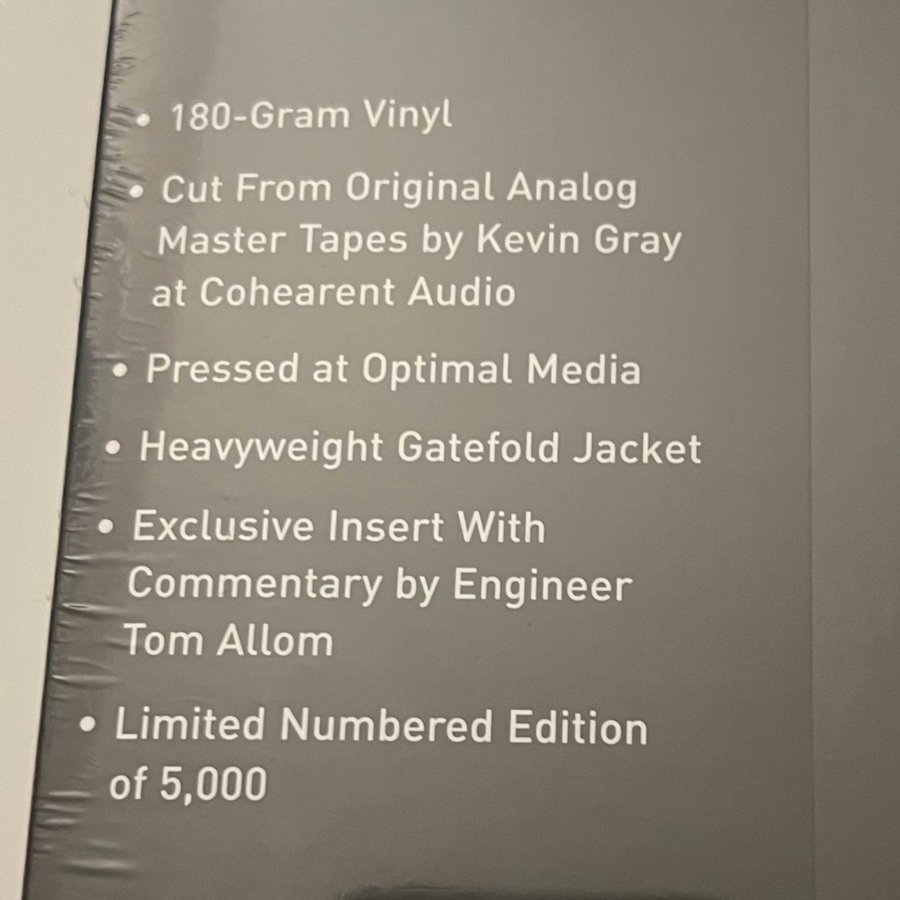 • 180-Gram Vinyl
• Cut From Original Analog
Master Tapes by Kevin Gray
at Cohearent Audio
• Pressed at Optimal Media
• Heavyweight Gatefold Jacket
• Exclusive Insert With
Commentary by Engineer
Tom Allom
• Limited Numbered Edition
of 5,000